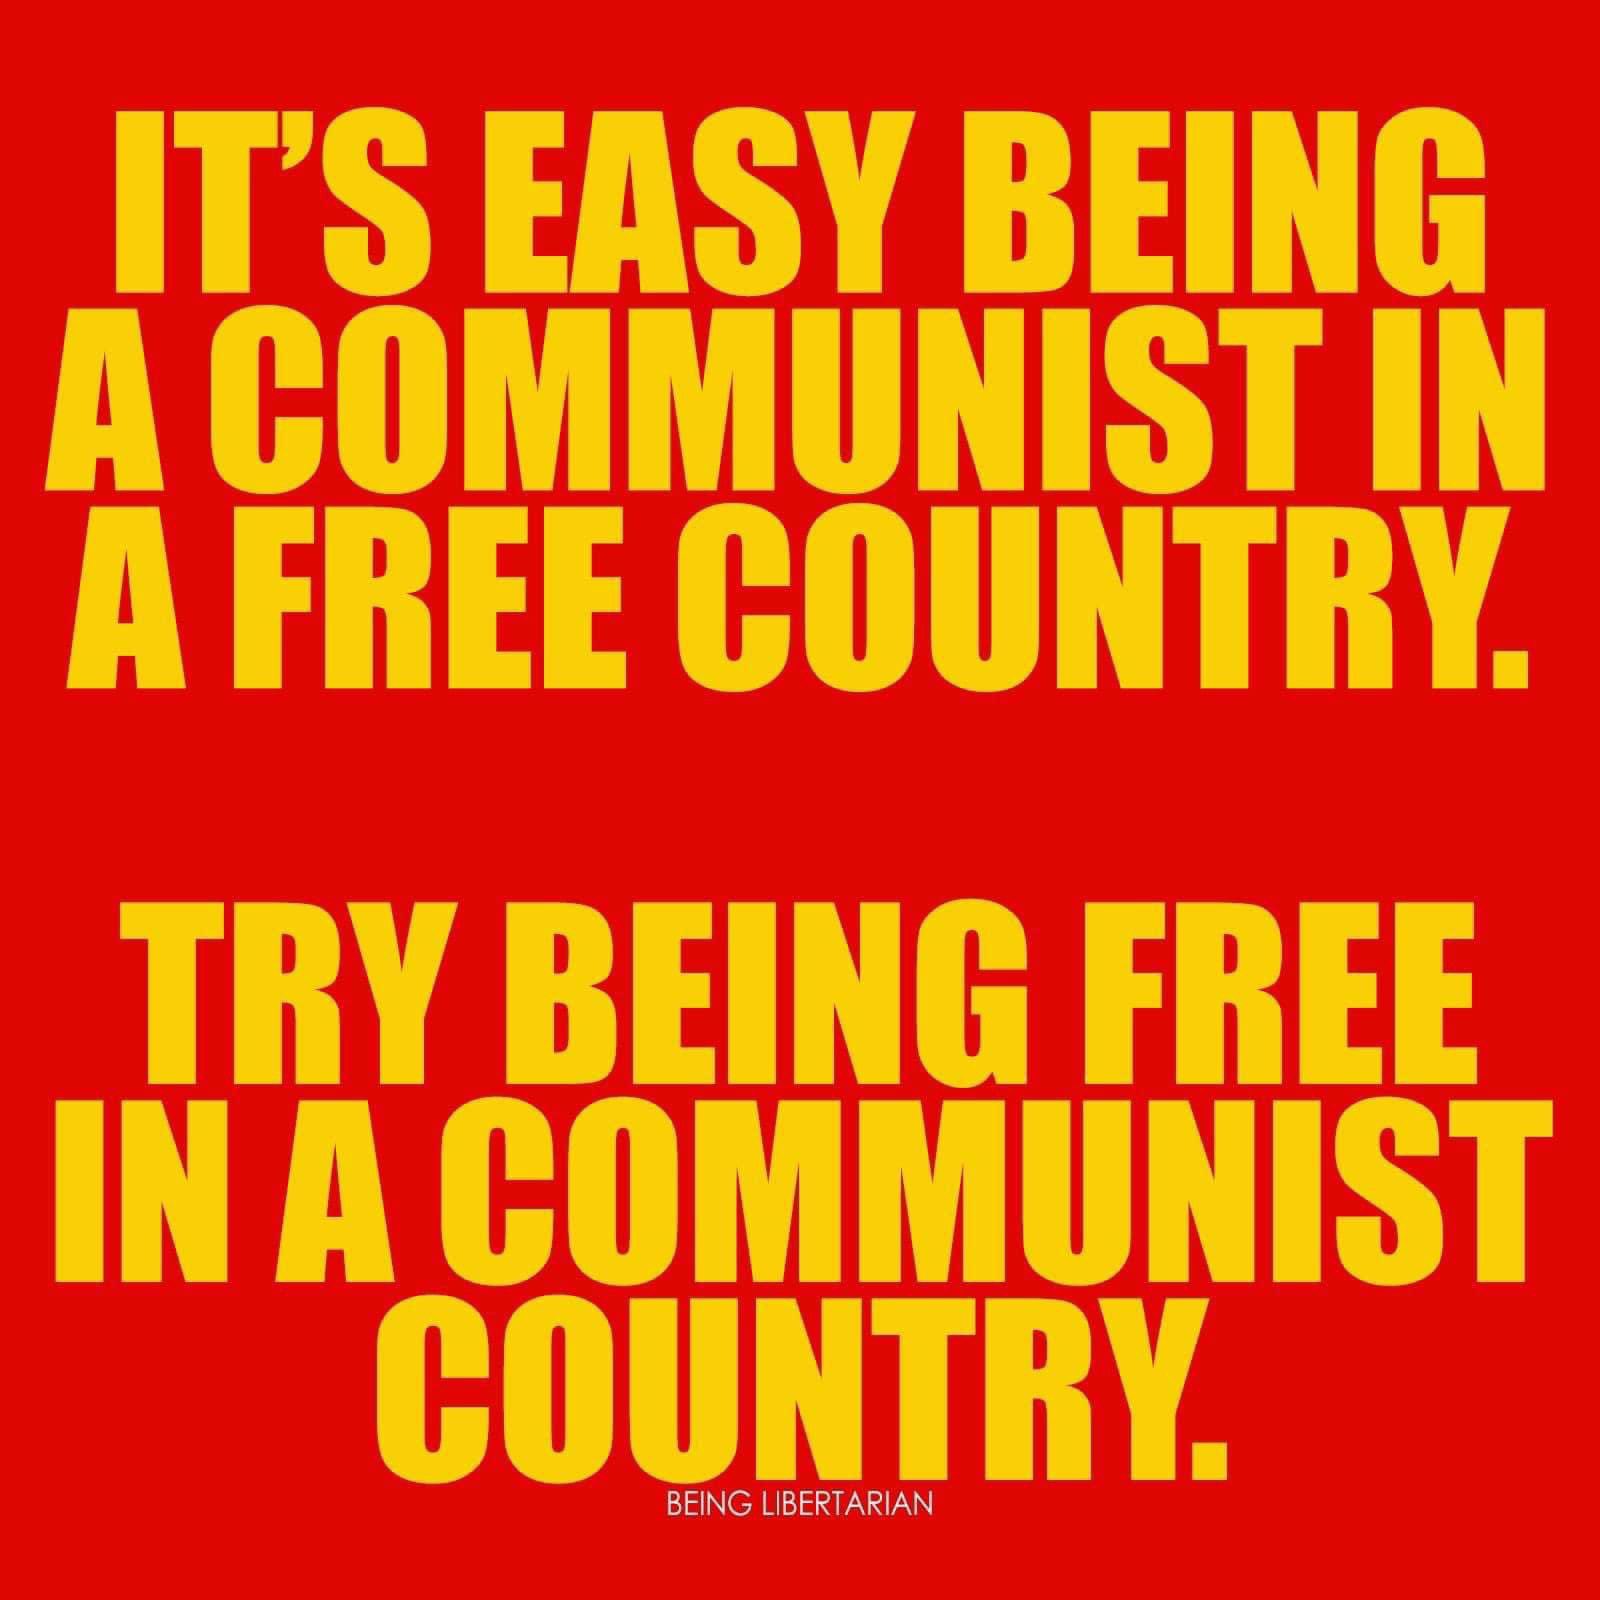 IT’S EASY BEING
A COMMUNIST IN
A FREE COUNTRY.
TRY BEING FREE
IN A COMMUNIST
COUNTRY.
BEING LIBERTARIAN